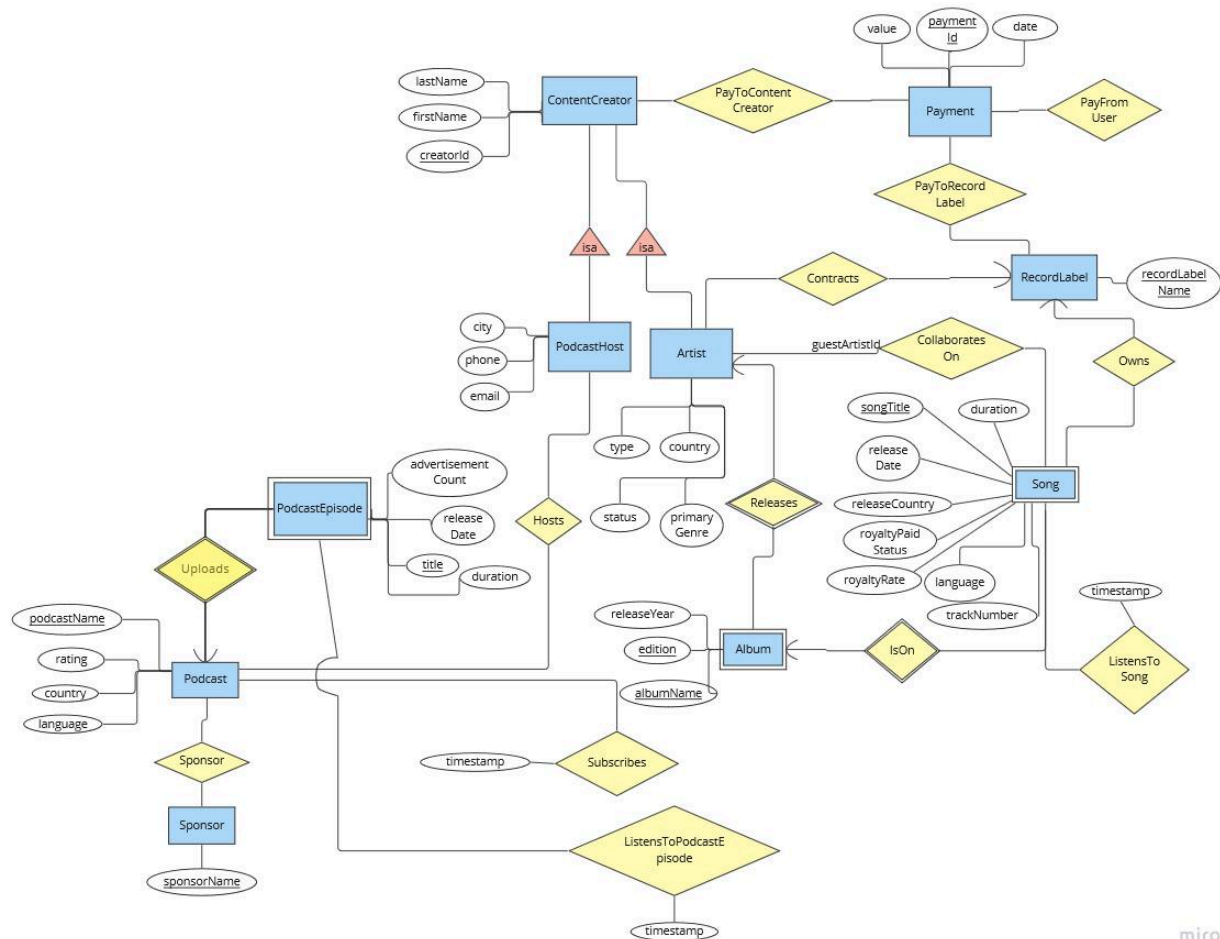 value
payment
Id
date
lastName
ContentCreator
PayToContent
Creator
Payment
PayFrom
User
firstName
creatorId
PayToRecord
Label
isa
isa
Contracts
RecordLabel
recordLabel
Name
city
PodcastHost
Artist
guestArtistId
Collaborates
On
Owns
phone
email
songTitle
duration
type
country
release
Date
Song
advertisement
Count
PodcastEpisode
release
Date
Hosts
status
primary
Genre
Releases
releaseCountry
royaltyPaid
Status
royaltyRate
language
trackNumber
title
duration
Uploads
podcastName
rating
Podcast
country
language
releaseYear
edition
Album
albumName
IsOn
timestamp
ListensTo
Song
Sponsor
timestamp
Subscribes
Sponsor
sponsorName
ListensToPodcastE
pisode
timestamp
miro